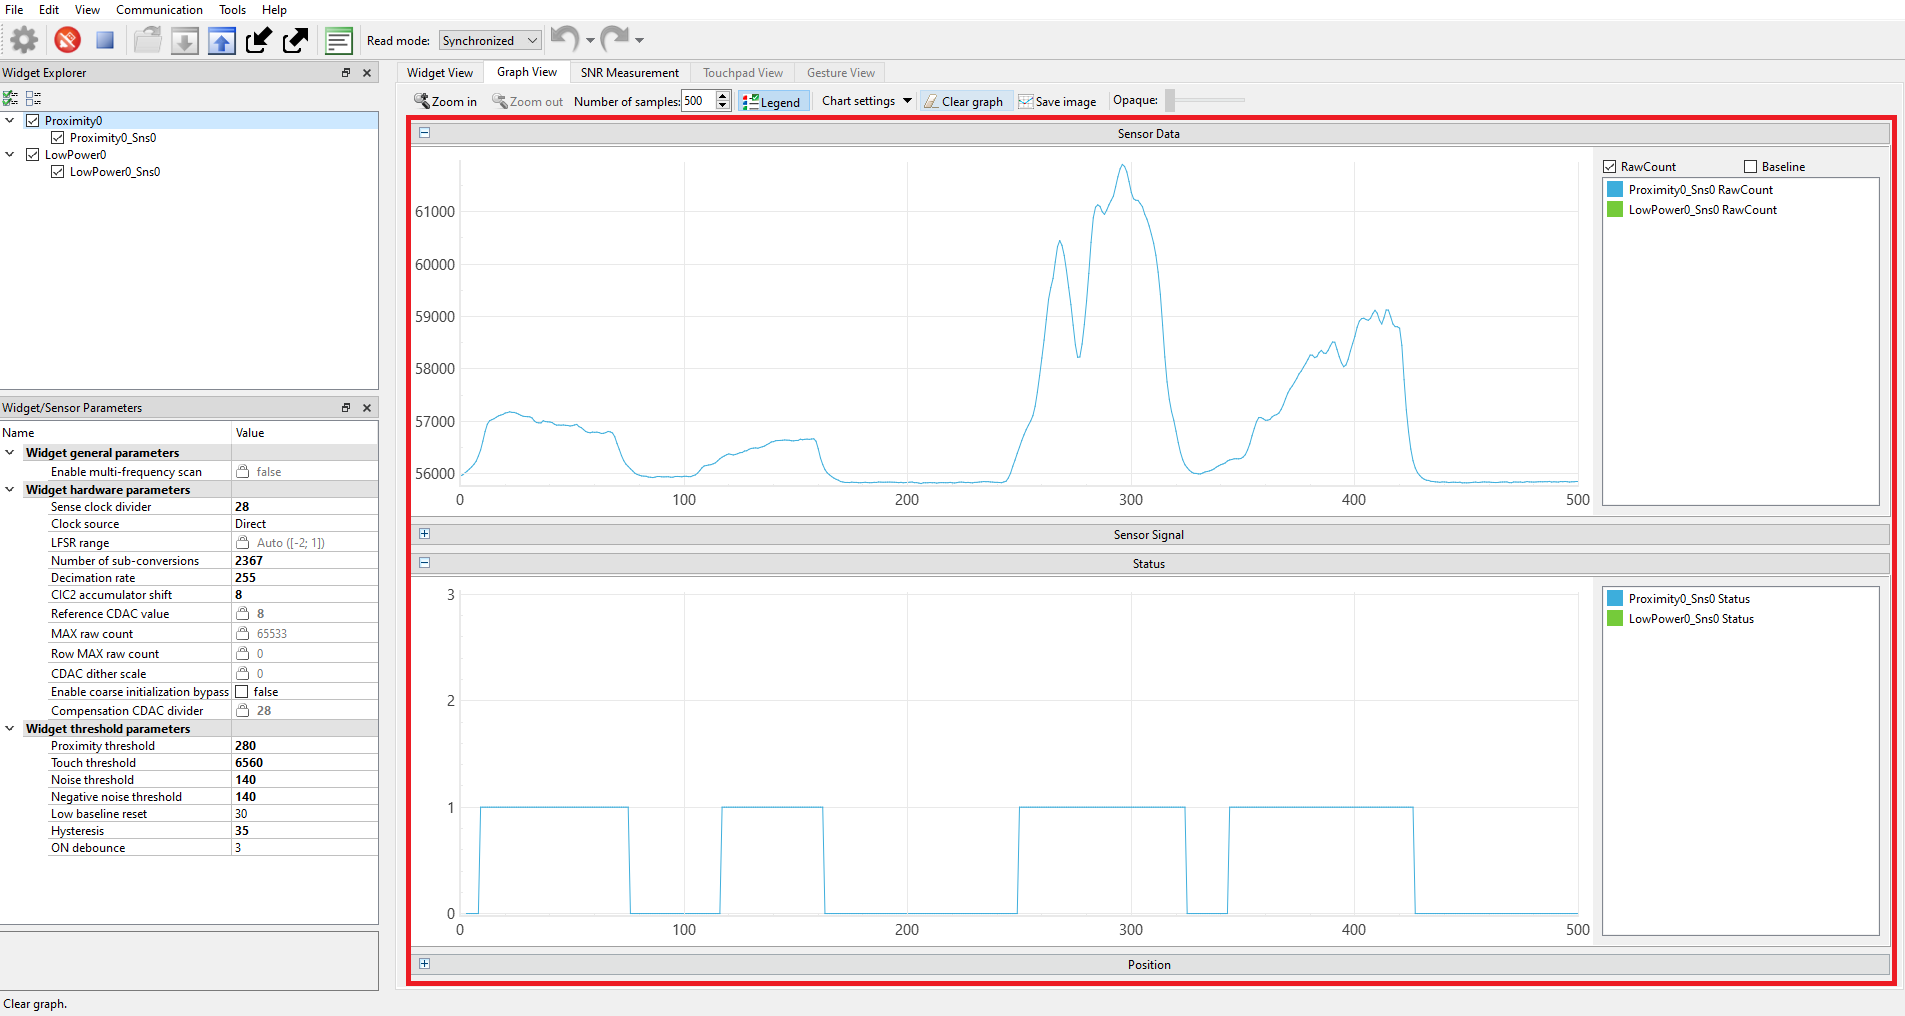 File Edit View Communication Tools Help
Read mode: Synchronized
Widget Explorer
Proximity0
Proximity0_Sns0
LowPower0
LowPower0_Sns0
Widget/Sensor Parameters
Name Value
Widget general parameters
Enable multi-frequency scan false
Widget hardware parameters
Sense clock divider 28
Clock source Direct
LFSR range Auto ([-2; 1])
Number of sub-conversions 2367
Decimation rate 255
CIC2 accumulator shift 8
Reference CDAC value 8
MAX raw count 65533
Row MAX raw count 0
CDAC dither scale 0
Enable coarse initialization bypass false
Compensation CDAC divider 28
Widget threshold parameters
Proximity threshold 280
Touch threshold 6560
Noise threshold 140
Negative noise threshold 140
Low baseline reset 30
Hysteresis 35
ON debounce 3
Clear graph.
Widget View Graph View SNR Measurement Touchpad View Gesture View
Zoom in Zoom out Number of samples: 500 Legend Chart settings Clear graph Save image Opaque:
Sensor Data
61000
60000
59000
58000
57000
56000
0 100 200 300 400 500
RawCount Baseline
Proximity0_Sns0 RawCount
LowPower0_Sns0 RawCount
Sensor Signal
Status
3
2
1
0
0 100 200 300 400 500
Proximity0_Sns0 Status
LowPower0_Sns0 Status
Position